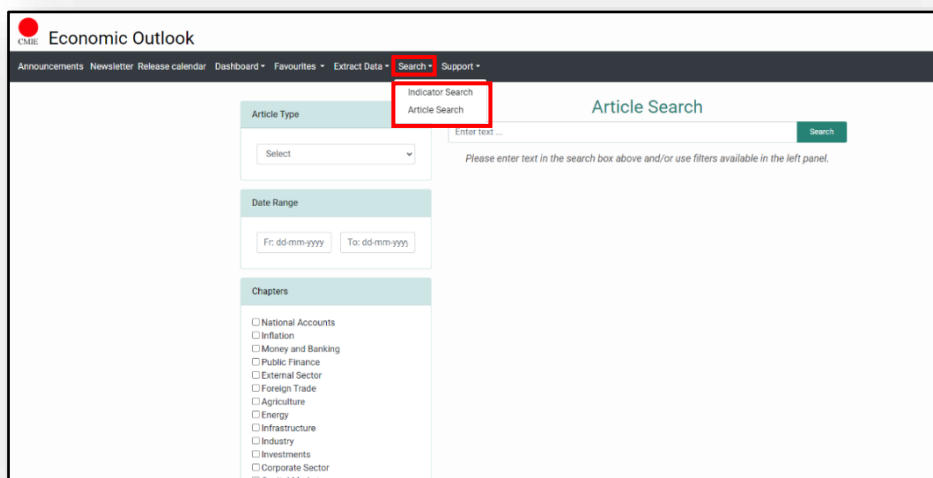 CMIE Economic Outlook
Announcements Newsletter Release calendar Dashboard Favourites Extract Data Search Support
Indicator Search
Article Search
Article Type
Select
Date Range
Fr: dd-mm-yyyy To: dd-mm-yyyy
Chapters
National Accounts
Inflation
Money and Banking
Public Finance
External Sector
Foreign Trade
Agriculture
Energy
Infrastructure
Industry
Investments
Corporate Sector
Article Search
Enter text ... Search
Please enter text in the search box above and/or use filters available in the left panel.